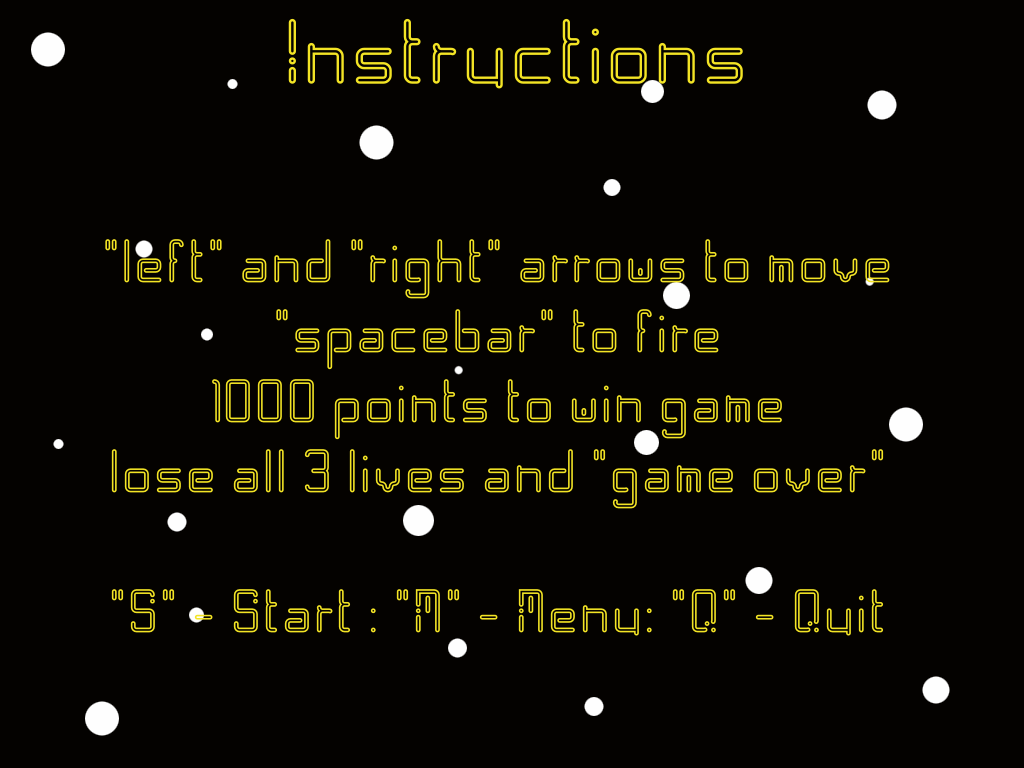 Instructions
"left" and "right" arrows to move
"spacebar" to fire
1000 points to win game
lose all 3 lives and "game over"
"S" - Start : "M" - Menu: "Q" - Quit